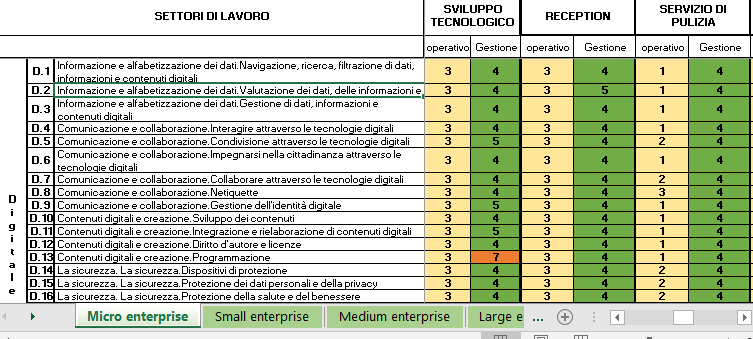 SETTORI DI LAVORO SVILUPPO TECNOLOGICO RECEPTION SERVIZIO DI PULIZIA
operativo Gestione operativo Gestione operativo Gestione
D.1 Informazione e alfabetizzazione dei dati.Navigazione, ricerca, filtrazione di dati, informazioni e contenuti digitali 3 4 3 4 1 4
D.2 Informazione e alfabetizzazione dei dati.Valutazione dei dati, delle informazioni e 3 4 3 5 1 4
D.3 Informazione e alfabetizzazione dei dati.Gestione di dati, informazioni e contenuti digitali 3 4 3 4 1 4
D.4 Comunicazione e collaborazione.Interagire attraverso le tecnologie digitali 3 4 3 4 1 4
D.5 Comunicazione e collaborazione.Condivisione attraverso le tecnologie digitali 3 5 3 4 2 4
D.6 Comunicazione e collaborazione.Impegnarsi nella cittadinanza attraverso le tecnologie digitali 3 4 3 4 1 4
D.7 Comunicazione e collaborazione.Collaborare attraverso le tecnologie digitali 3 4 3 4 2 4
D.8 Comunicazione e collaborazione.Netiquette 3 4 3 4 3 4
D.9 Comunicazione e collaborazione.Gestione dell'identità digitale 3 5 3 4 1 4
D.10 Contenuti digitali e creazione.Sviluppo dei contenuti 3 4 3 4 1 4
D.11 Contenuti digitali e creazione.Integrazione e rielaborazione di contenuti digitali 3 5 3 4 1 4
D.12 Contenuti digitali e creazione.Diritto d'autore e licenze 3 4 3 4 1 4
D.13 Contenuti digitali e creazione.Programmazione 3 7 3 4 1 4
D.14 La sicurezza. La sicurezza.Dispositivi di protezione 3 4 3 4 2 4
D.15 La sicurezza. La sicurezza.Protezione dei dati personali e della privacy 3 4 3 4 2 4
D.16 La sicurezza. La sicurezza.Protezione della salute e del benessere 3 4 3 4 2 4
Digitale
Micro enterprise Small enterprise Medium enterprise Large e ...